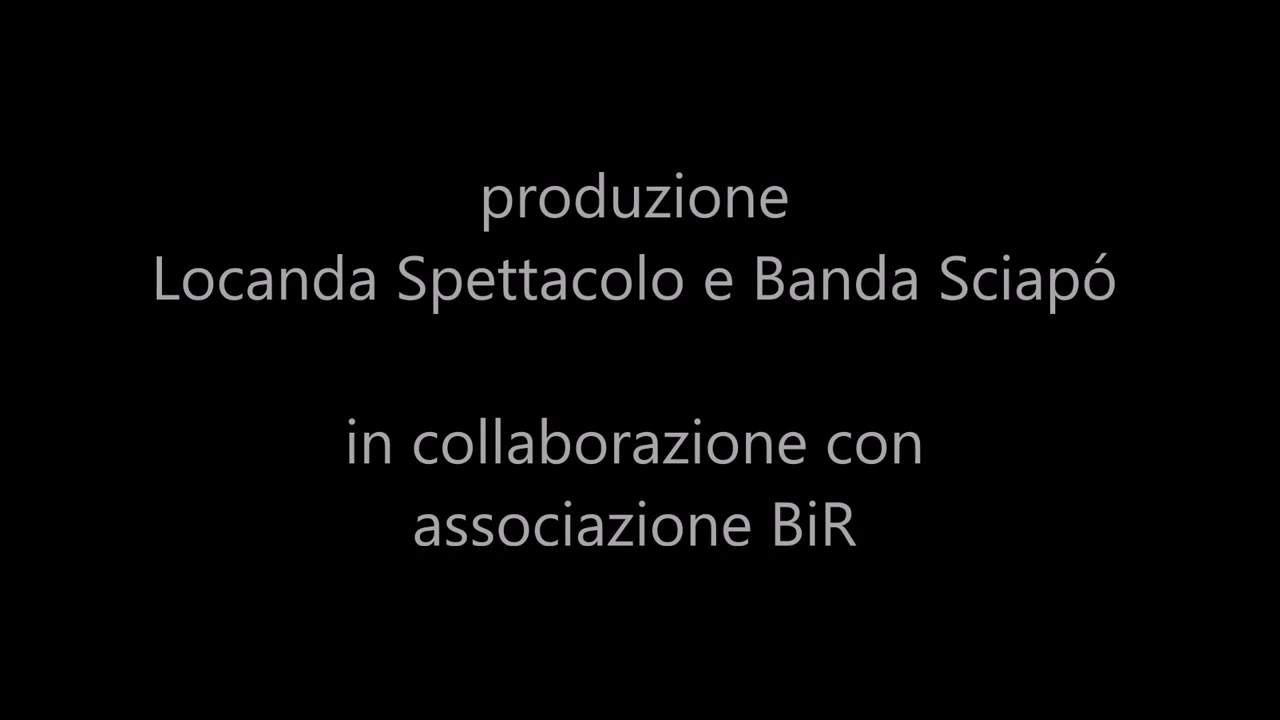 produzione
Locanda Spettacolo e Banda Sciapó
in collaborazione con
associazione BiR